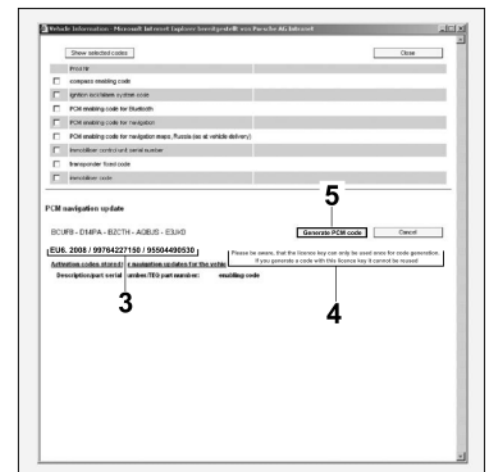 Vehicle Information - Microsoft Internet Explorer bereitgestellt von Porsche AG Intranet
Show selected codes
Close
Prod Nr
compass enabling code
ignition lock/alarm system code
PCM enabling code for Bluetooth
PCM enabling code for navigation
PCM enabling code for navigation maps, Russia (as at vehicle delivery)
immobiliser control unit serial number
transponder fixed code
immobiliser code
PCM navigation update
5
Generate PCM code
Cancel
EU6. 2008 / 99764227150 / 95504490530
Please be aware, that the licence key can only be used once for code generation.
If you generate a code with this licence key it cannot be reused
Activation codes stored r navigation updates for the vehicle
Description/part serial umber:TEQ part number: enabling code
3
4